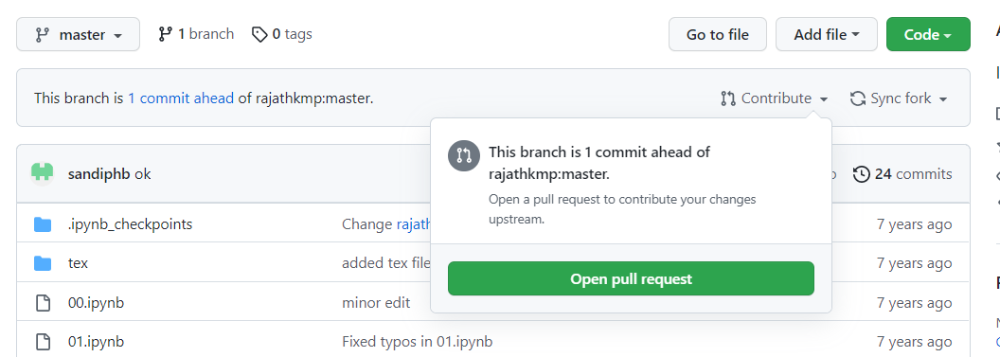 master 1 branch 0 tags Go to file Add file Code
This branch is 1 commit ahead of rajathkmp:master. Contribute Sync fork
This branch is 1 commit ahead of
rajathkmp:master.
Open a pull request to contribute your changes
upstream.
Open pull request
sandiphb ok 24 commits
.ipynb_checkpoints Change rajath 7 years ago
tex added tex file 7 years ago
00.ipynb minor edit 7 years ago
01.ipynb Fixed typos in 01.ipynb 7 years ago